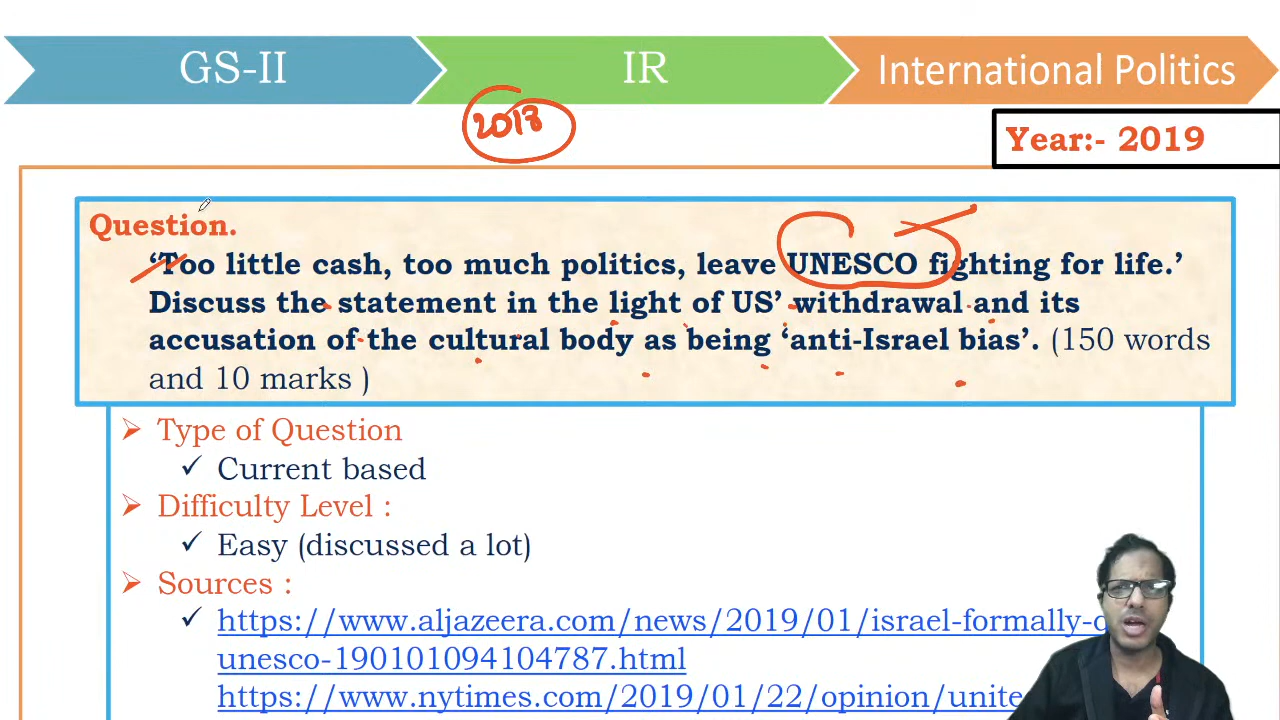 GS-II
IR
International Politics
2018
Year:- 2019
Question.
‘Too little cash, too much politics, leave UNESCO fighting for life.’
Discuss the statement in the light of US’ withdrawal and its
accusation of the cultural body as being ‘anti-Israel bias’. (150 words
and 10 marks )
Type of Question
Current based
Difficulty Level :
Easy (discussed a lot)
Sources :
https://www.aljazeera.com/news/2019/01/israel-formally-
unesco-190101094104787.html
https://www.nytimes.com/2019/01/22/opinion/unite